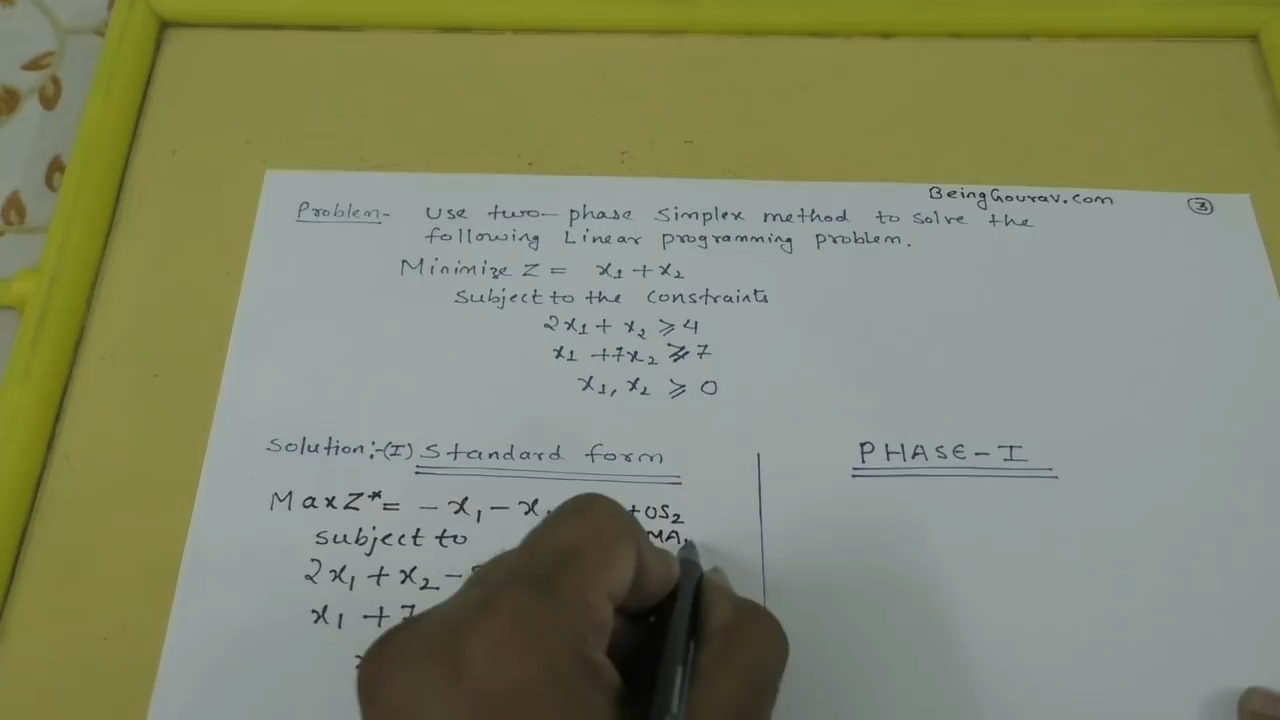 BeingGourav.com
3
Problem- Use two-phase simplex method to solve the
following Linear programming problem.
Minimize Z = x₁ + x₂
Subject to the constraints
2x₁ + x₂ ≥ 4
x₁ + 7x₂ ≥ 7
x₁, x₂ ≥ 0
Solution:-(I) Standard form
PHASE-I
Max Z* = - x₁ - x +0S₂
subject to MA₁
2x₁ + x₂ -
x₁ + 7